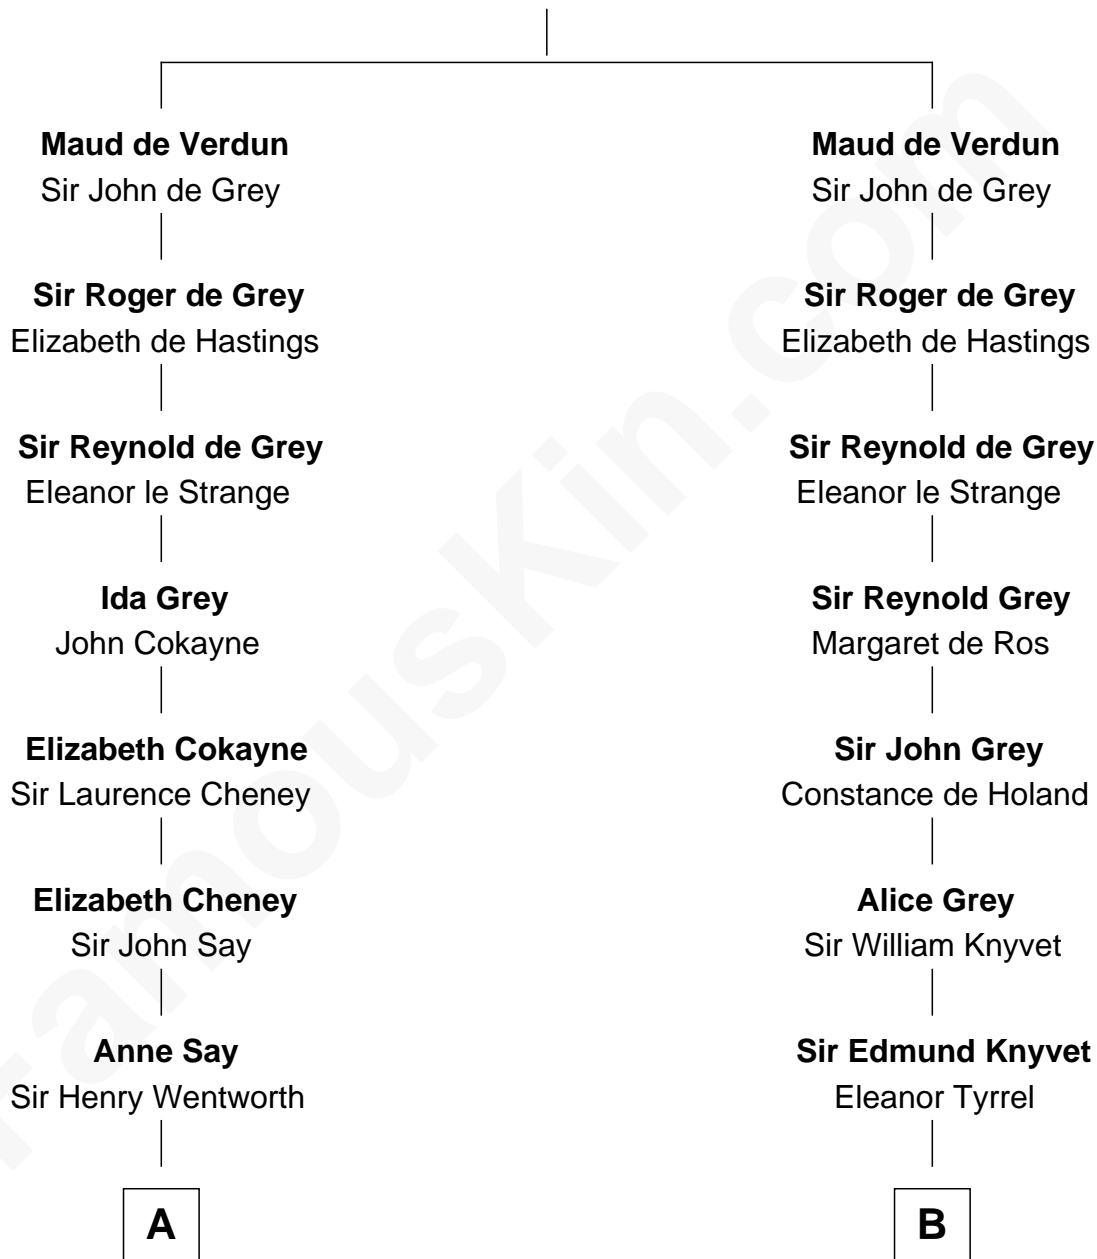 Maud de Verdun
Sir John de Grey
Sir Roger de Grey
Elizabeth de Hastings
Sir Reynold de Grey
Eleanor le Strange
Ida Grey
John Cokayne
Elizabeth Cokayne
Sir Laurence Cheney
Elizabeth Cheney
Sir John Say
Anne Say
Sir Henry Wentworth
A
Maud de Verdun
Sir John de Grey
Sir Roger de Grey
Elizabeth de Hastings
Sir Reynold de Grey
Eleanor le Strange
Sir Reynold Grey
Margaret de Ros
Sir John Grey
Constance de Holand
Alice Grey
Sir William Knyvet
Sir Edmund Knyvet
Eleanor Tyrrel
B
FamousKin.com